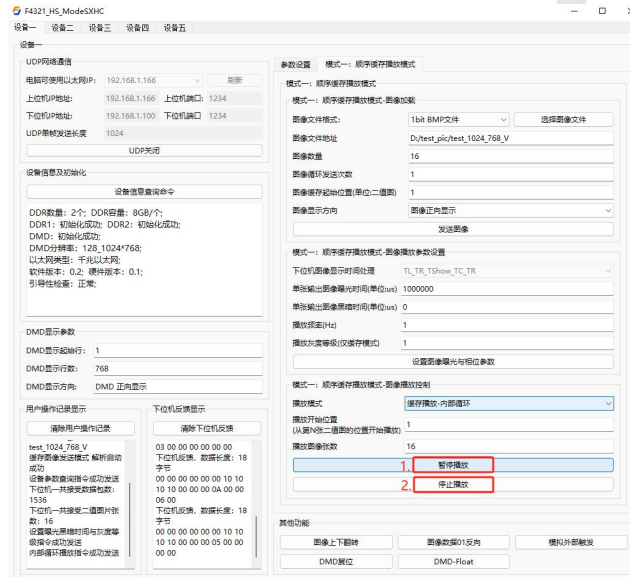 F4321_HS_ModeSXHC
设备一 设备二 设备三 设备四 设备五
设备一
UDP网络通信
电脑可使用以太网IP: 192.168.1.166 刷新
上位机IP地址: 192.168.1.166 上位机端口: 1234
下位机IP地址: 192.168.1.100 下位机端口 1234
UDP单帧发送长度 1024
UDP关闭
设备信息及初始化
设备信息查询命令
DDR数量：2个; DDR容量：8GB/个;
DDR1：初始化成功; DDR2：初始化成功;
DMD：初始化成功;
DMD分辨率：128_1024*768;
以太网类型：千兆以太网;
软件版本：0.2; 硬件版本：0.1;
引导性检查：正常;
DMD显示参数
DMD显示起始行: 1
DMD显示行数: 768
DMD显示方向: DMD 正向显示
用户操作记录显示
清除用户操作记录
test_1024_768_V
缓存图像发送模式 解析启动
成功
设备参数查询指令成功发送
下位机一共接受数据包数:
1536
下位机一共接受二值图片张
数：16
设置曝光黑暗时间与灰度等
级指令成功发送
内部循环播放指令成功发送
下位机反馈显示
清除下位机反馈
03 00 00 00 00 00 00
下位机反馈，数据长度：18
字节
00 00 00 00 00 00 10 10
10 10 00 00 00 0A 00 00
06 00
下位机反馈，数据长度：18
字节
00 00 00 00 00 00 10 10
10 10 00 00 00 05 00 00
00 00
参数设置 模式一：顺序缓存播放模式
模式一：顺序缓存播放模式
模式一：顺序缓存播放模式-图像加载
图像文件格式: 1bit BMP文件 选择图像文件
图像文件地址 D:/test_pic/test_1024_768_V
图像数量 16
图像循环发送次数 1
图像缓存起始位置(单位:二值图) 1
图像显示方向 图像正向显示
发送图像
模式一：顺序缓存播放模式-图像播放参数设置
下位机图像显示时间处理 TL_TR_TShow_TC_TR
单张输出图像曝光时间(单位:us) 1000000
单张输出图像黑暗时间(单位:us) 0
播放频率(Hz) 1
播放灰度等级(仅缓存模式) 1
设置图像曝光与相位参数
模式一：顺序缓存播放模式-图像播放控制
播放模式 缓存播放-内部循环
播放开始位置
(从第N张二值图的位置开始播放) 1
播放图像张数 16
1. 暂停播放
2. 停止播放
其他功能
图像上下翻转 图像数据01反向 模拟外部触发
DMD复位 DMD-Float